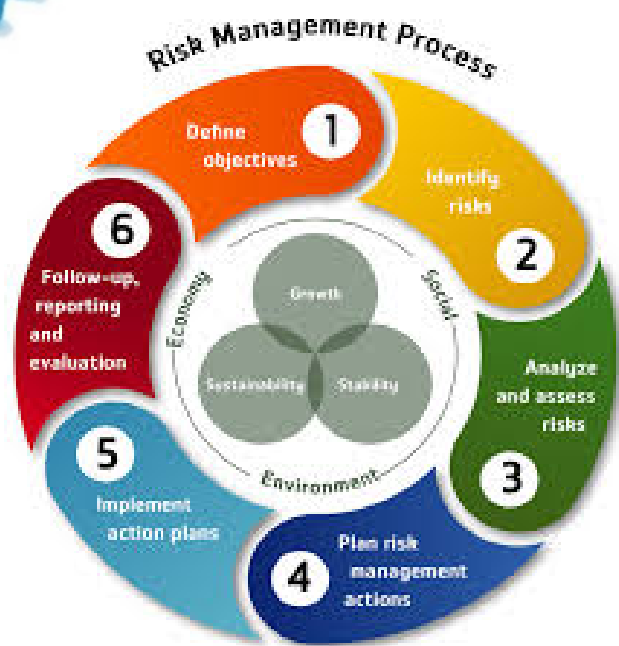 Risk Management Process
1
Define
objectives
2
Identify
risks
3
Analyze
and assess
risks
4
Plan risk
management
actions
5
Implement
action plans
6
Follow-up,
reporting
and
evaluation
Economy
Social
Environment
Growth
Sustainability
Stability